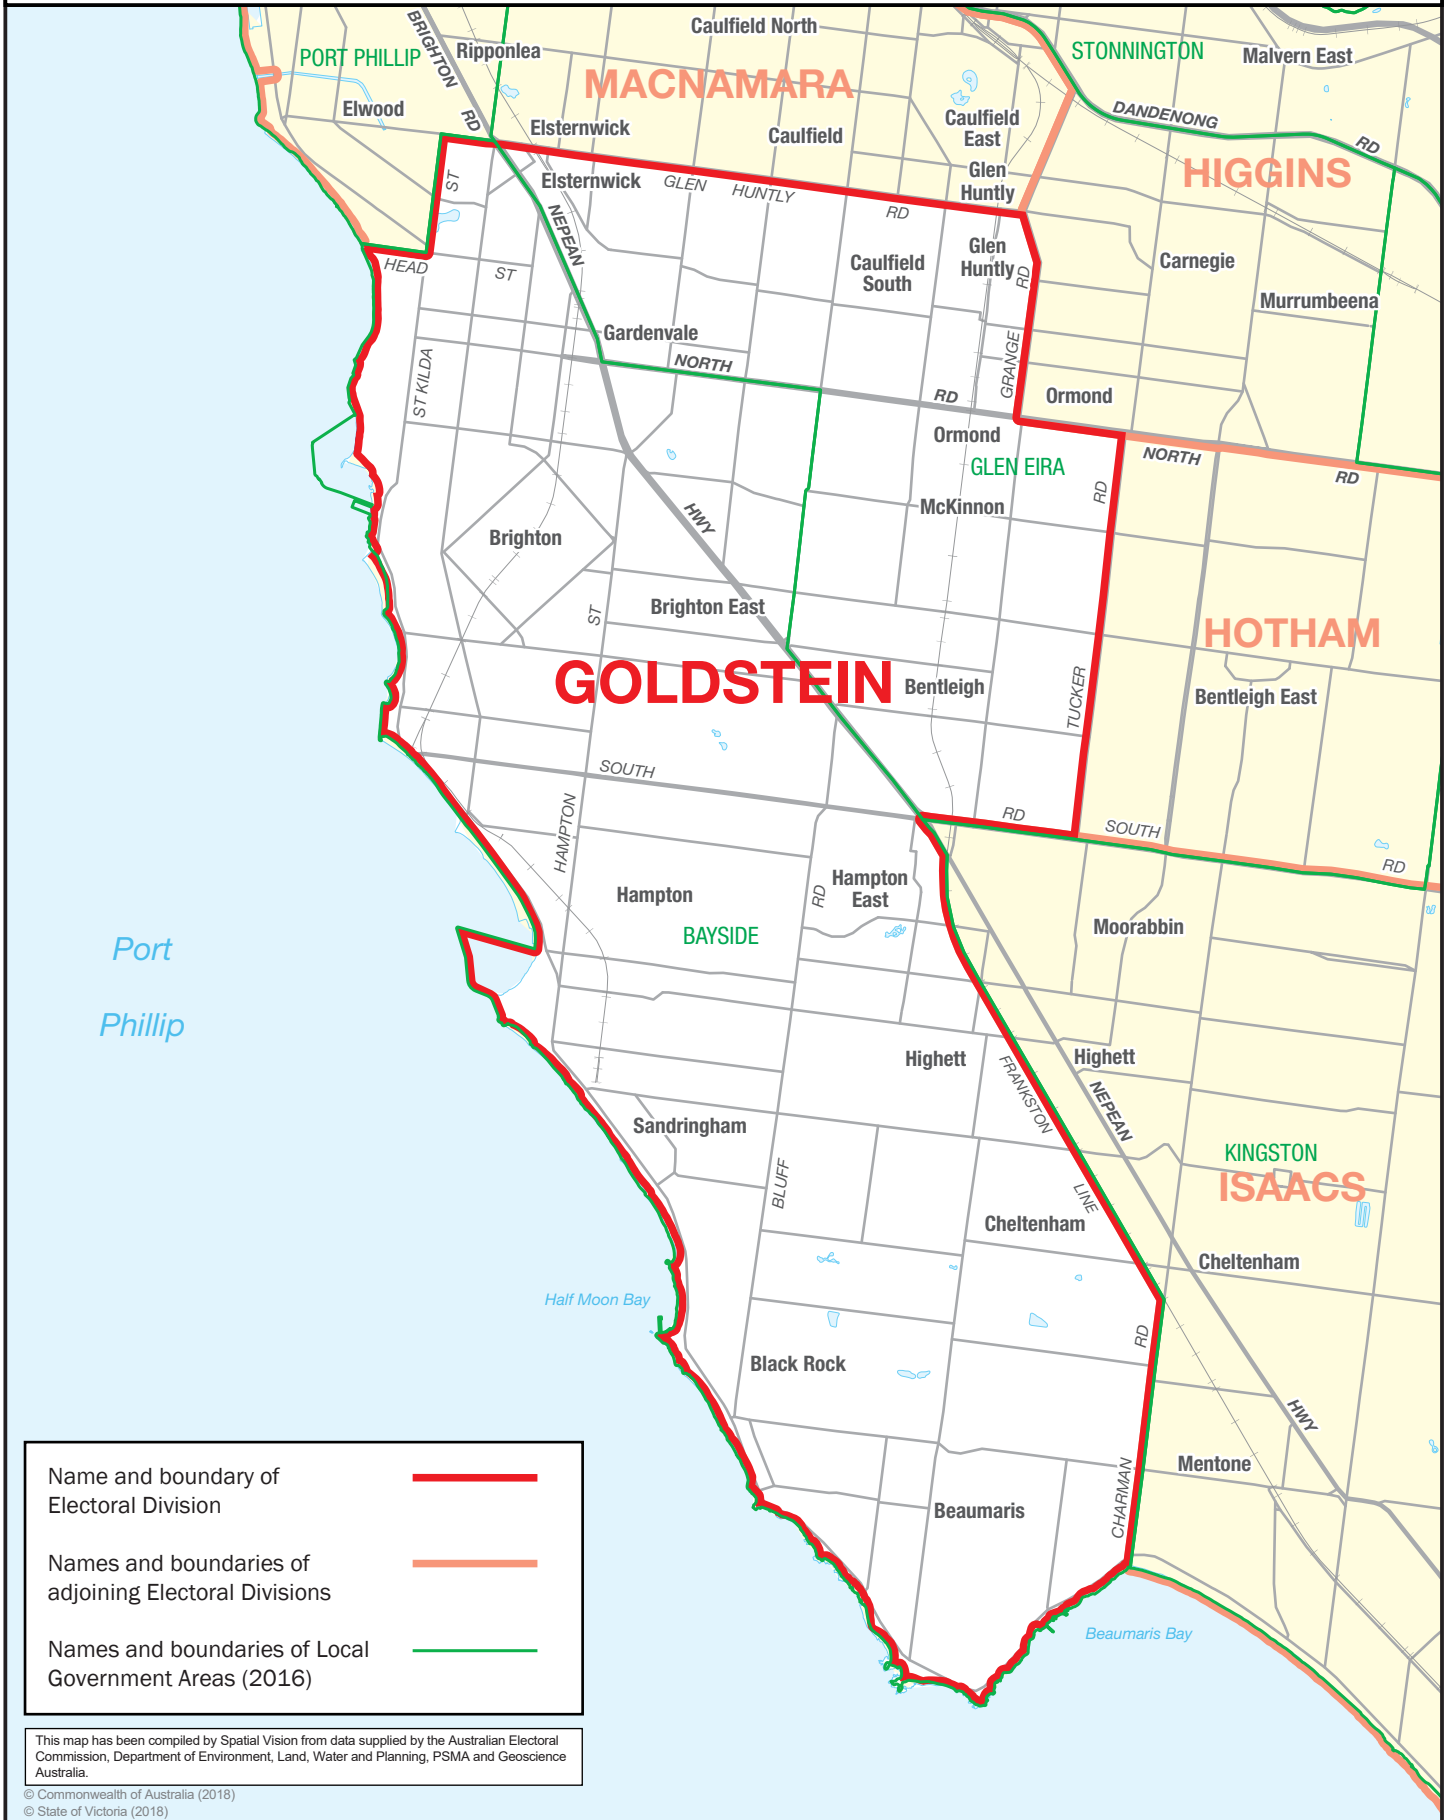 PORT PHILLIP
BRIGHTON
RD
Ripponlea
Caulfield North
STONNINGTON
Malvern East
MACNAMARA
Elwood
Elsternwick
Caulfield
Caulfield
East
DANDENONG
RD
HIGGINS
Glen
Huntly
ST
Elsternwick
GLEN
HUNTLY
RD
NEPEAN
HEAD
ST
Caulfield
South
Glen
Huntly
RD
Carnegie
Murrumbeena
Gardenvale
NORTH
ST KILDA
GRANGE
RD
Ormond
Ormond
GLEN EIRA
NORTH
RD
RD
McKinnon
HWY
Brighton
ST
Brighton East
HOTHAM
GOLDSTEIN
Bentleigh
TUCKER
Bentleigh East
SOUTH
HAMPTON
RD
SOUTH
RD
Hampton
RD
Hampton
East
BAYSIDE
Moorabbin
Port
Phillip
Highett
FRANKSTON
Highett
NEPEAN
Sandringham
BLUFF
KINGSTON
ISAACS
LINE
Cheltenham
Cheltenham
Half Moon Bay
RD
Black Rock
HWY
Mentone
CHARMAN
Beaumaris
Beaumaris Bay
Name and boundary of
Electoral Division
Names and boundaries of
adjoining Electoral Divisions
Names and boundaries of Local
Government Areas (2016)
This map has been compiled by Spatial Vision from data supplied by the Australian Electoral
Commission, Department of Environment, Land, Water and Planning, PSMA and Geoscience
Australia.
© Commonwealth of Australia (2018)
© State of Victoria (2018)